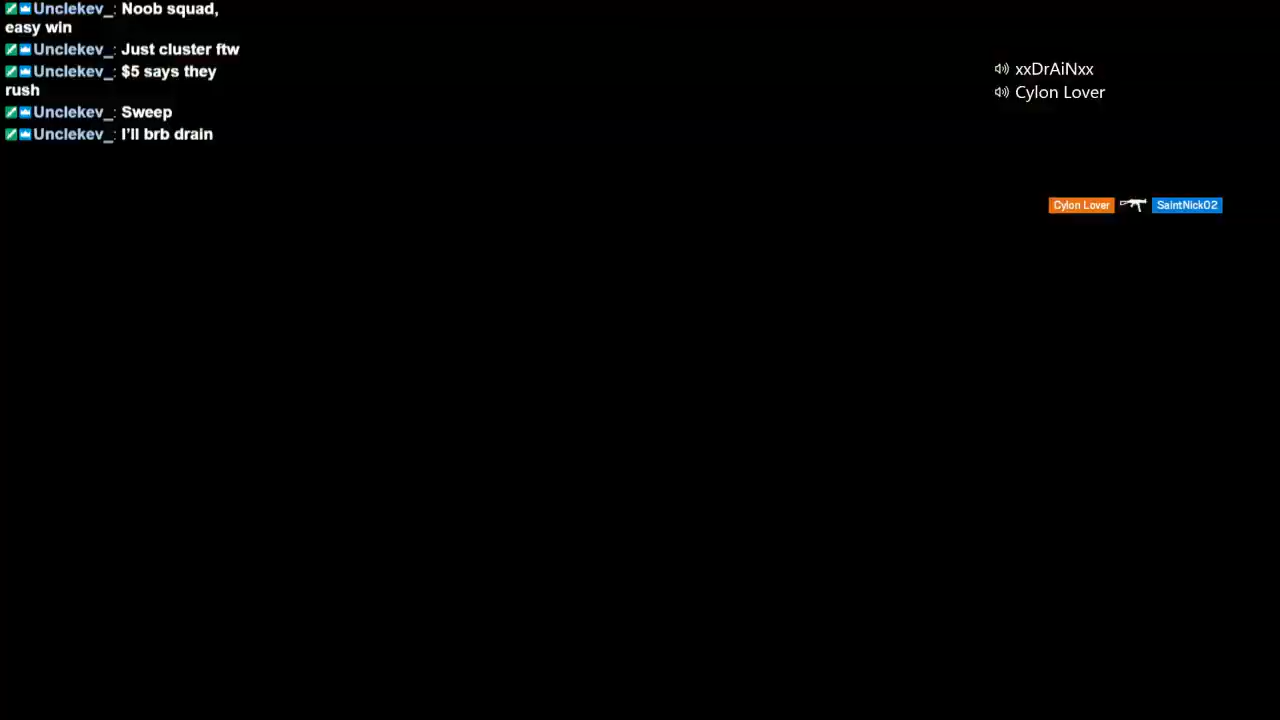 Unclekev_: Noob squad,
easy win
Unclekev_: Just cluster ftw
Unclekev_: $5 says they
rush
Unclekev_: Sweep
Unclekev_: I'll brb drain
xxDrAiNxx
Cylon Lover
Cylon Lover SaintNick02